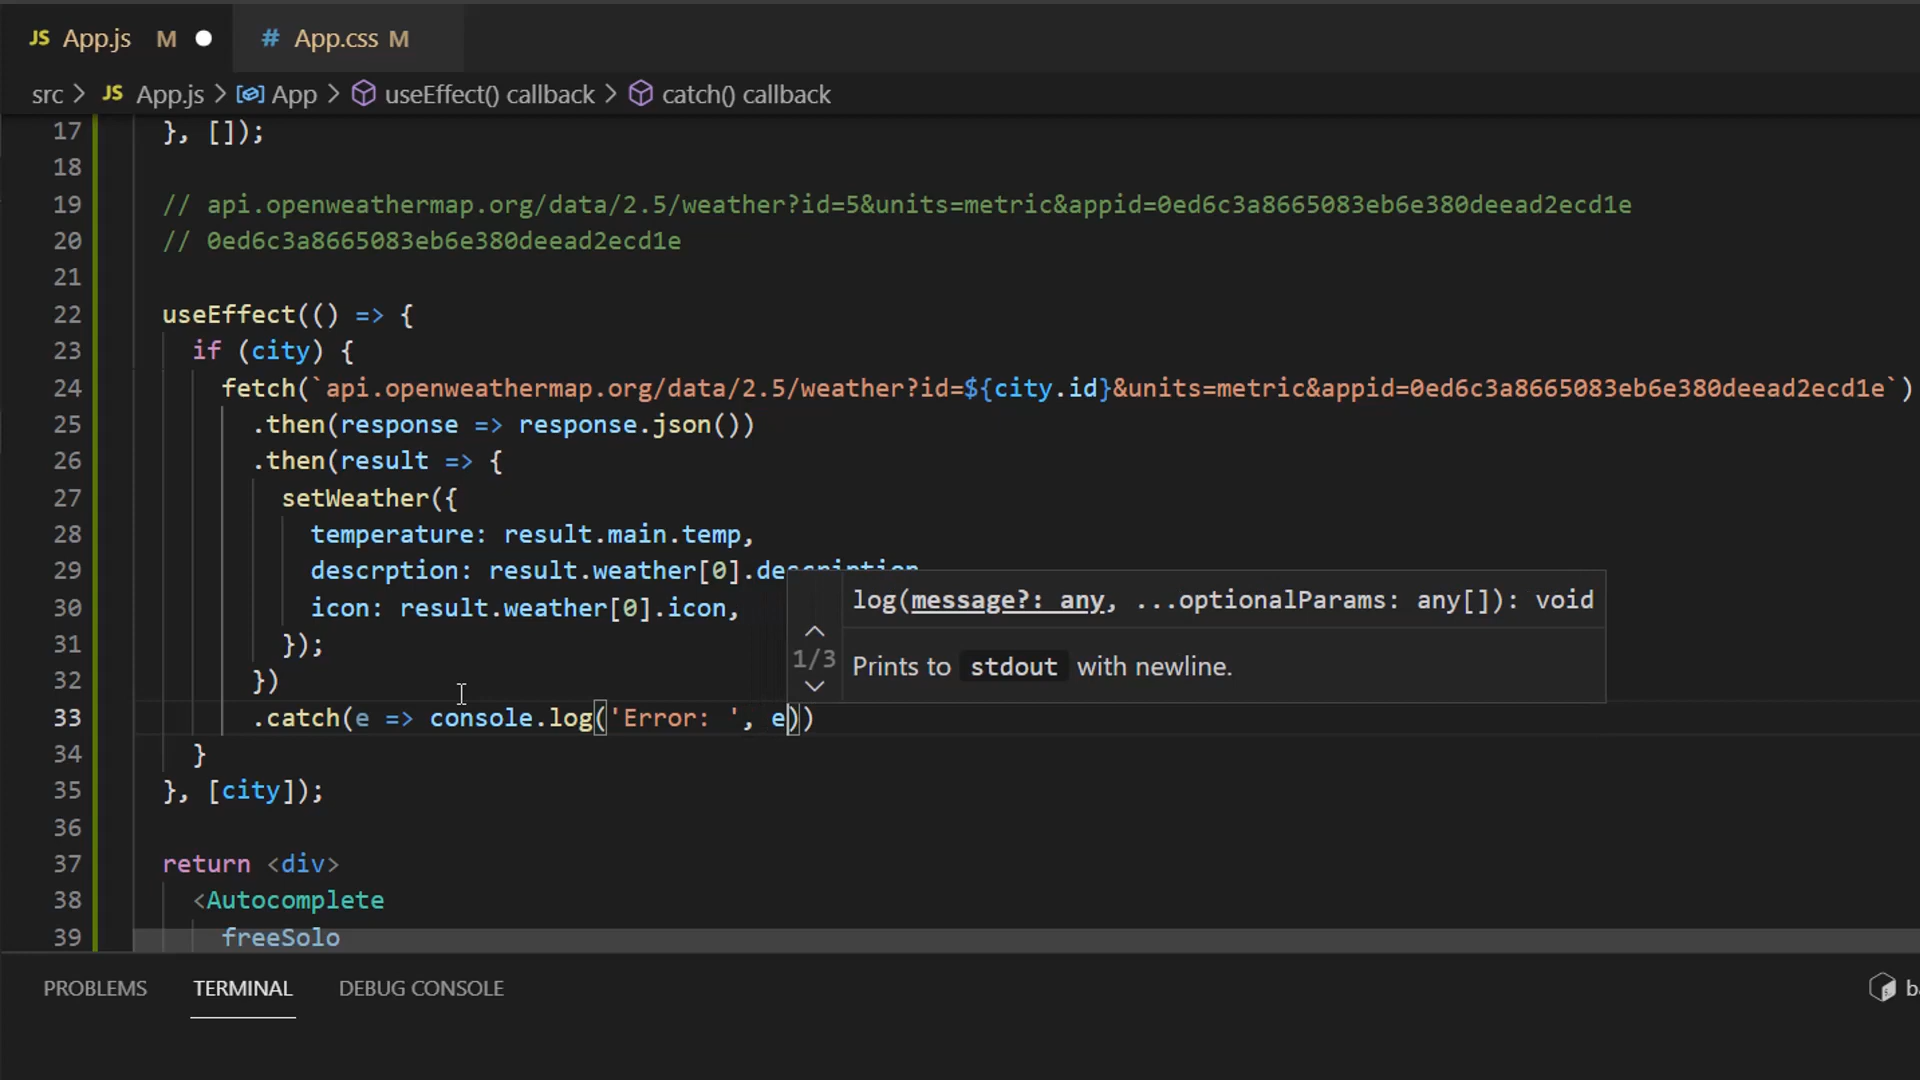 JS App.js M # App.css M
src > JS App.js > App > useEffect() callback > catch() callback
17 }, []);
18
19 // api.openweathermap.org/data/2.5/weather?id=5&units=metric&appid=0ed6c3a8665083eb6e380deead2ecd1e
20 // 0ed6c3a8665083eb6e380deead2ecd1e
21
22 useEffect(() => {
23 if (city) {
24 fetch(`api.openweathermap.org/data/2.5/weather?id=${city.id}&units=metric&appid=0ed6c3a8665083eb6e380deead2ecd1e`)
25 .then(response => response.json())
26 .then(result => {
27 setWeather({
28 temperature: result.main.temp,
29 descrption: result.weather[0].description
30 icon: result.weather[0].icon,
31 });
32 })
33 .catch(e => console.log('Error: ', e))
34 }
35 }, [city]);
36
37 return <div>
38 <Autocomplete
39 freeSolo
log(message?: any, ...optionalParams: any[]): void
1/3
Prints to stdout with newline.
PROBLEMS TERMINAL DEBUG CONSOLE